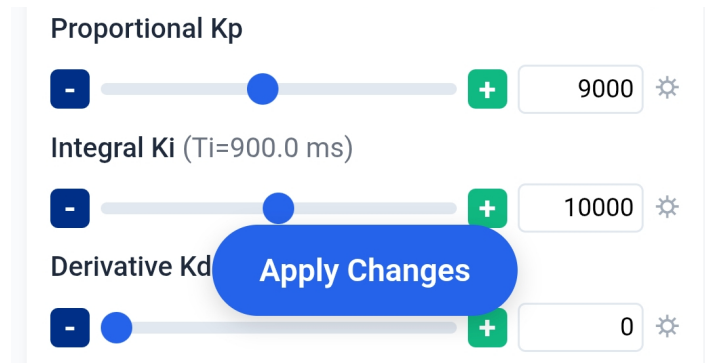 Proportional Kp
- + 9000
Integral Ki (Ti=900.0 ms)
- + 10000
Derivative Kd
Apply Changes
- + 0